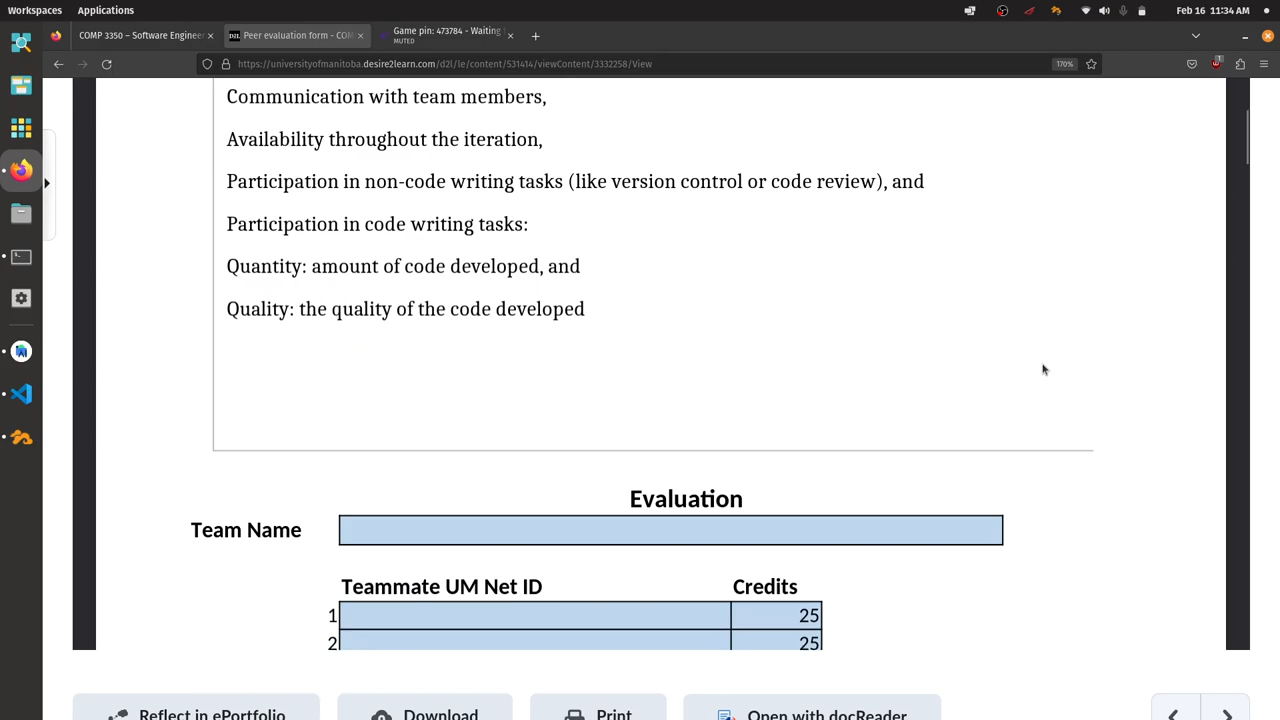 Workspaces Applications Feb 16 11:34 AM
COMP 3350 – Software Engineer Peer evaluation form - COM Game pin: 473784 - Waiting
MUTED
https://universityofmanitoba.desire2learn.com/d2l/le/content/531414/viewContent/3332258/View 170% 1
Communication with team members,
Availability throughout the iteration,
Participation in non-code writing tasks (like version control or code review), and
Participation in code writing tasks:
Quantity: amount of code developed, and
Quality: the quality of the code developed
Evaluation
Team Name
Teammate UM Net ID Credits
1 25
2 25
Reflect in ePortfolio Download Print Open with docReader